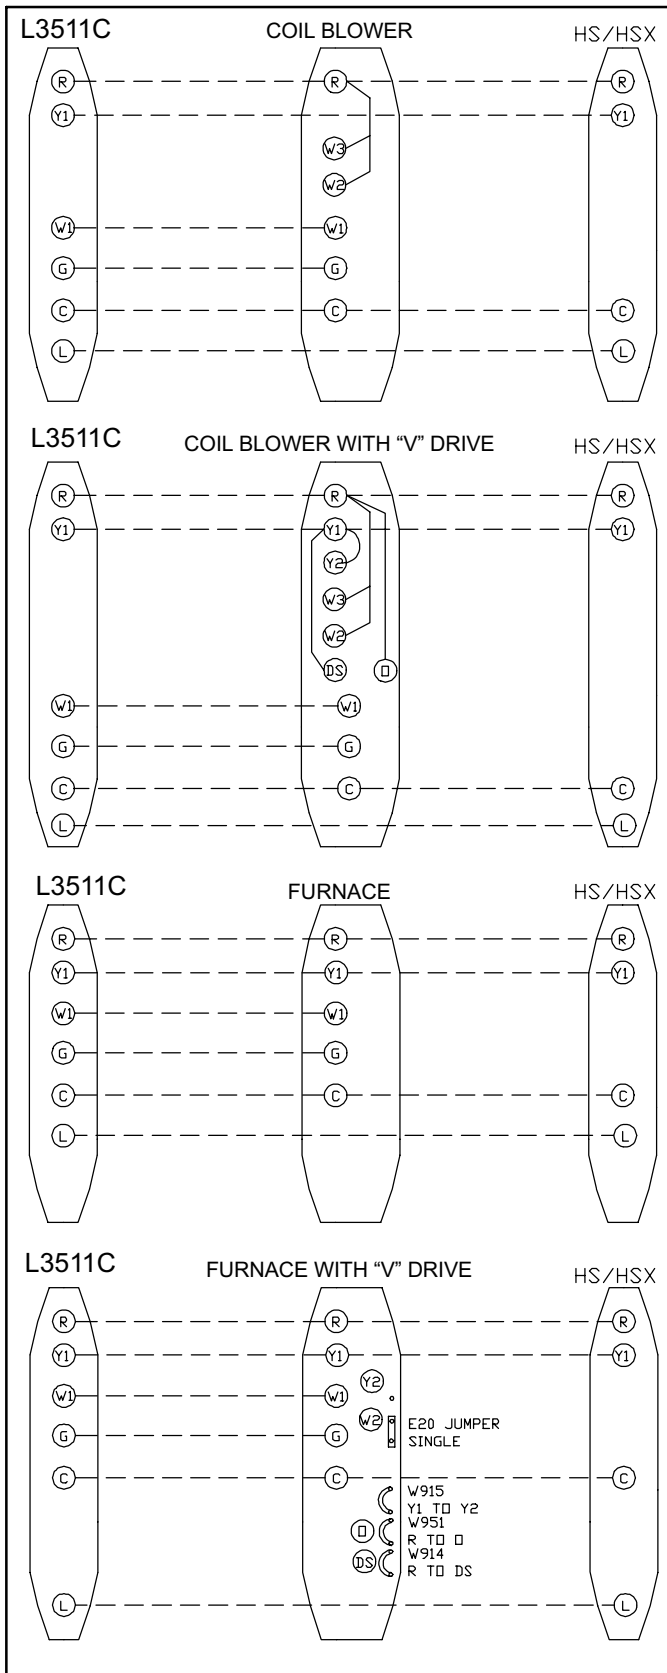 L3511C COIL BLOWER HS/HSX
R R R
Y1 Y1
W3
W2
W1 W1
G G
C C C
L L
L3511C COIL BLOWER WITH “V” DRIVE HS/HSX
R R R
Y1 Y1 Y1
Y2
W3
W2
DS O
W1 W1
G G
C C C
L L
L3511C FURNACE HS/HSX
R R R
Y1 Y1 Y1
W1 W1
G G
C C C
L L
L3511C FURNACE WITH “V” DRIVE HS/HSX
R R R
Y1 Y1 Y1
Y2
W1 W1
W2 E20 JUMPER
SINGLE
G G
C C C
W915
Y1 TO Y2
O W951
R TO O
DS W914
R TO DS
L L